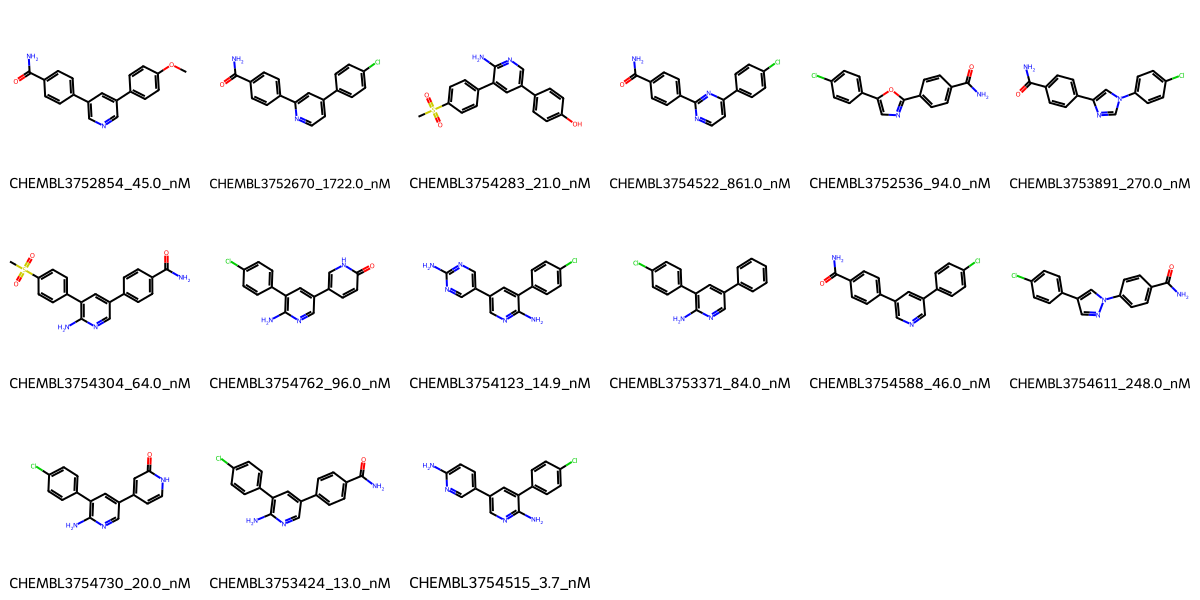 CHEMBL3752854_45.0_nM
CHEMBL3752670_1722.0_nM
CHEMBL3754283_21.0_nM
CHEMBL3754522_861.0_nM
CHEMBL3752536_94.0_nM
CHEMBL3753891_270.0_nM
CHEMBL3754304_64.0_nM
CHEMBL3754762_96.0_nM
CHEMBL3754123_14.9_nM
CHEMBL3753371_84.0_nM
CHEMBL3754588_46.0_nM
CHEMBL3754611_248.0_nM
CHEMBL3754730_20.0_nM
CHEMBL3753424_13.0_nM
CHEMBL3754515_3.7_nM